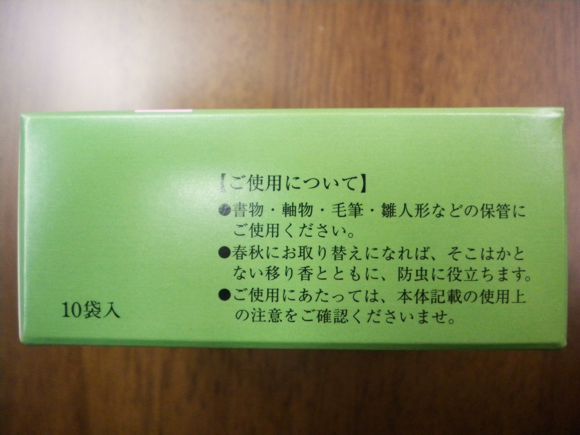 【ご使用について】
●書物・軸物・毛筆・雛人形などの保管に
ご使用ください。
●春秋にお取り替えになれば、そこはかと
ない移り香とともに、防虫に役立ちます。
●ご使用にあたっては、本体記載の使用上
の注意をご確認くださいませ。
10袋入